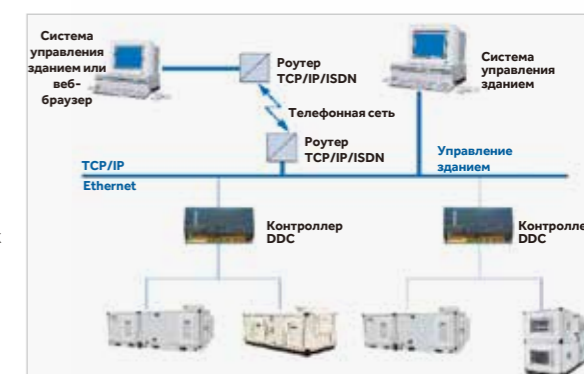 Система
управления
зданием или
веб-
браузер
Роутер
TCP/IP/ISDN
Система
управления
зданием
Телефонная сеть
Роутер
TCP/IP/ISDN
TCP/IP
Управление
зданием
Ethernet
Контроллер
DDC
Контролле
DDC